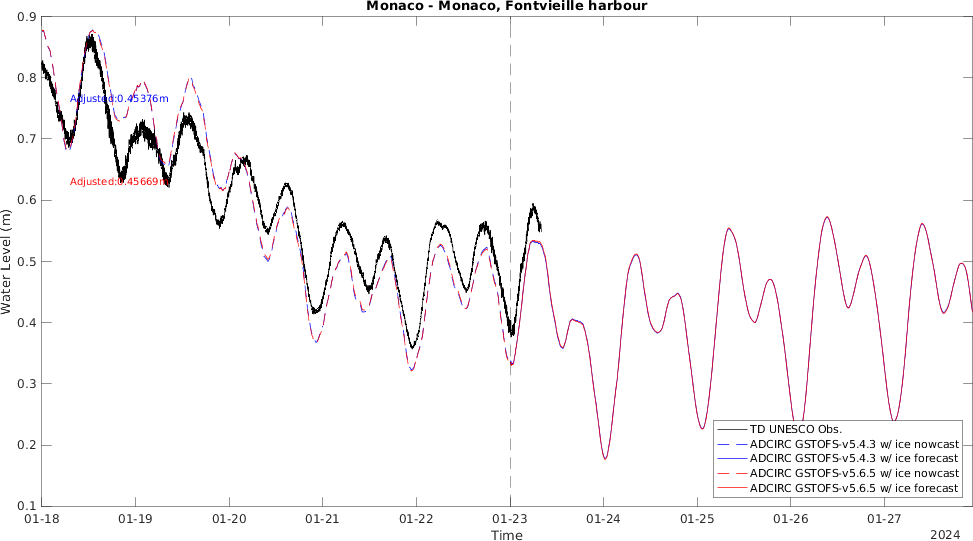 Monaco - Monaco, Fontvieille harbour
0.9
0.8
0.7
0.6
0.5
0.4
0.3
0.2
0.1
Water Level (m)
Adjusted:0.45376m
Adjusted:0.45669m
TD UNESCO Obs.
ADCIRC GSTOFS-v5.4.3 w/ ice nowcast
ADCIRC GSTOFS-v5.4.3 w/ ice forecast
ADCIRC GSTOFS-v5.6.5 w/ ice nowcast
ADCIRC GSTOFS-v5.6.5 w/ ice forecast
01-18 01-19 01-20 01-21 01-22 01-23 01-24 01-25 01-26 01-27
Time
2024